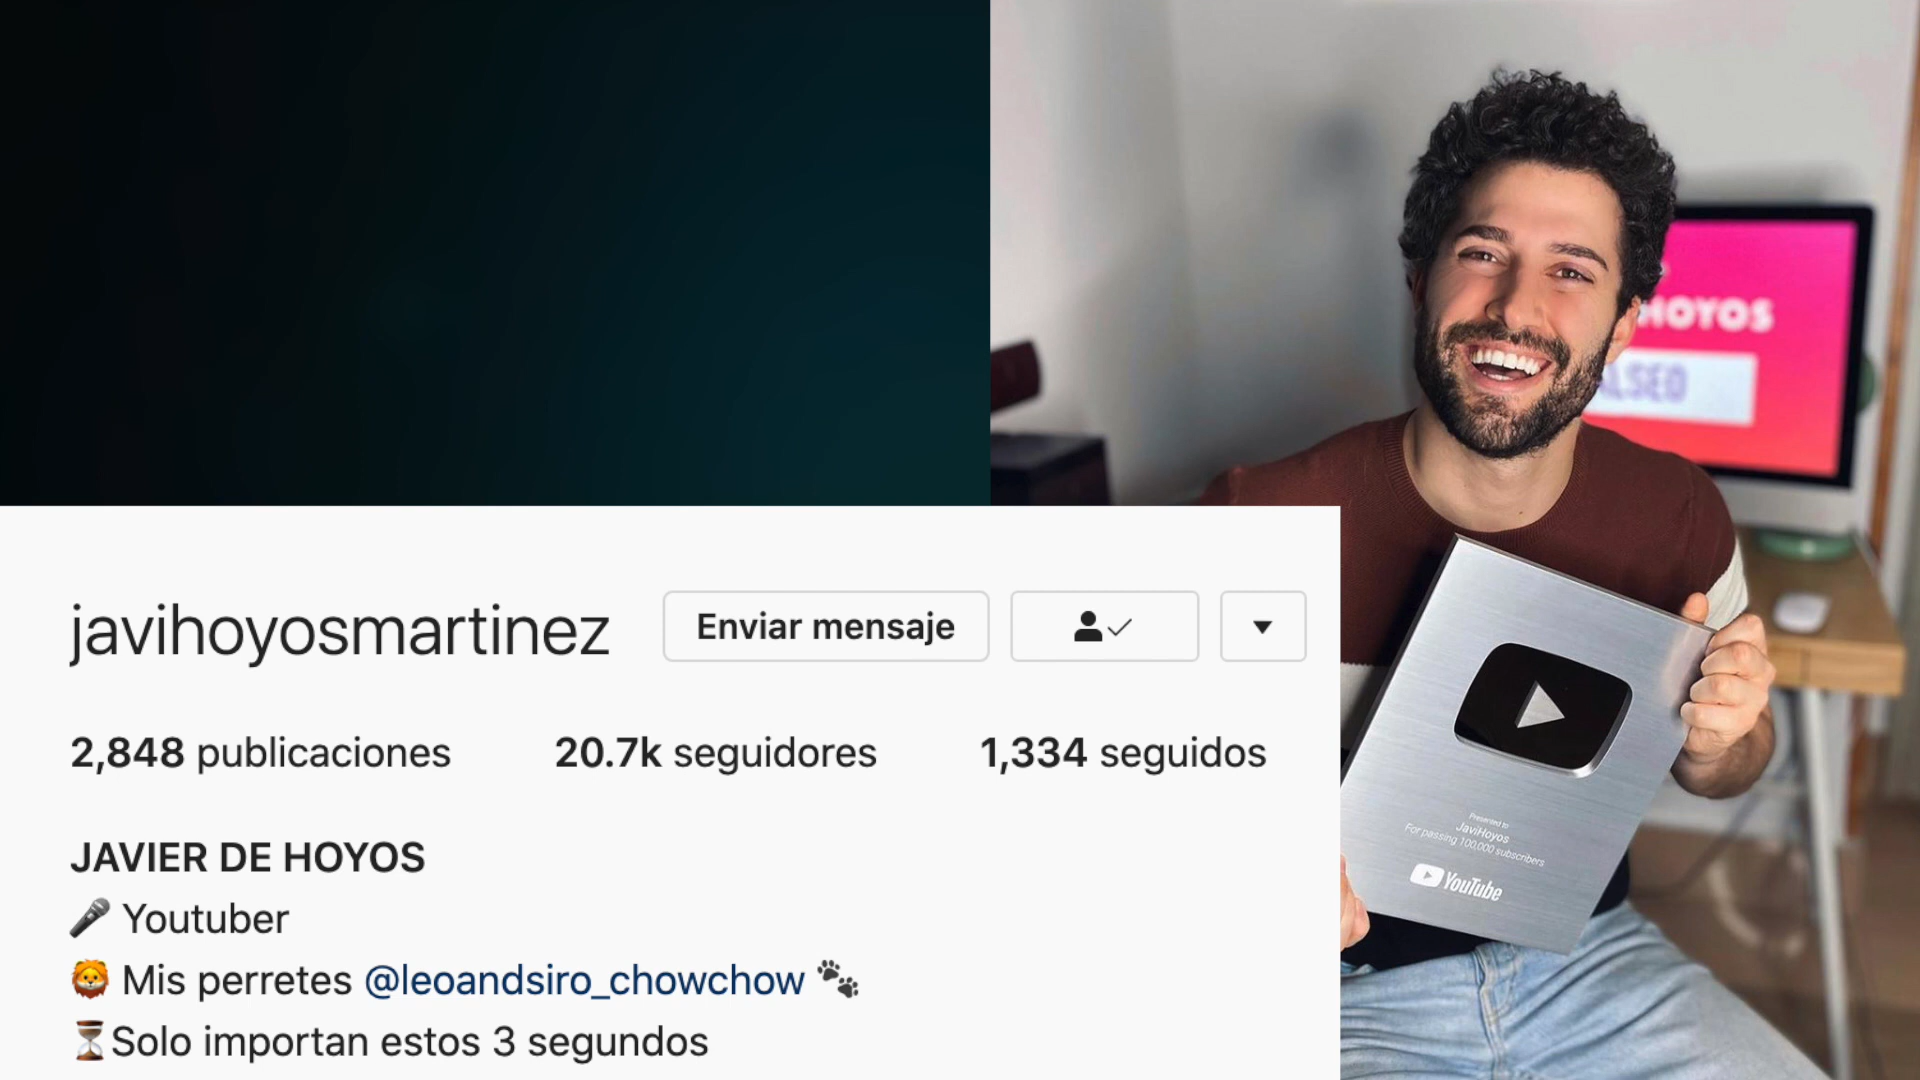 HOYOS
ALSEO
javihoyosmartinez
Enviar mensaje
2,848 publicaciones
20.7k seguidores
1,334 seguidos
JAVIER DE HOYOS
🎤 Youtuber
🦁 Mis perretes @leoandsiro_chowchow 🐾
⏳Solo importan estos 3 segundos
Presented to
JaviHoyos
For passing 100,000 subscribers
YouTube